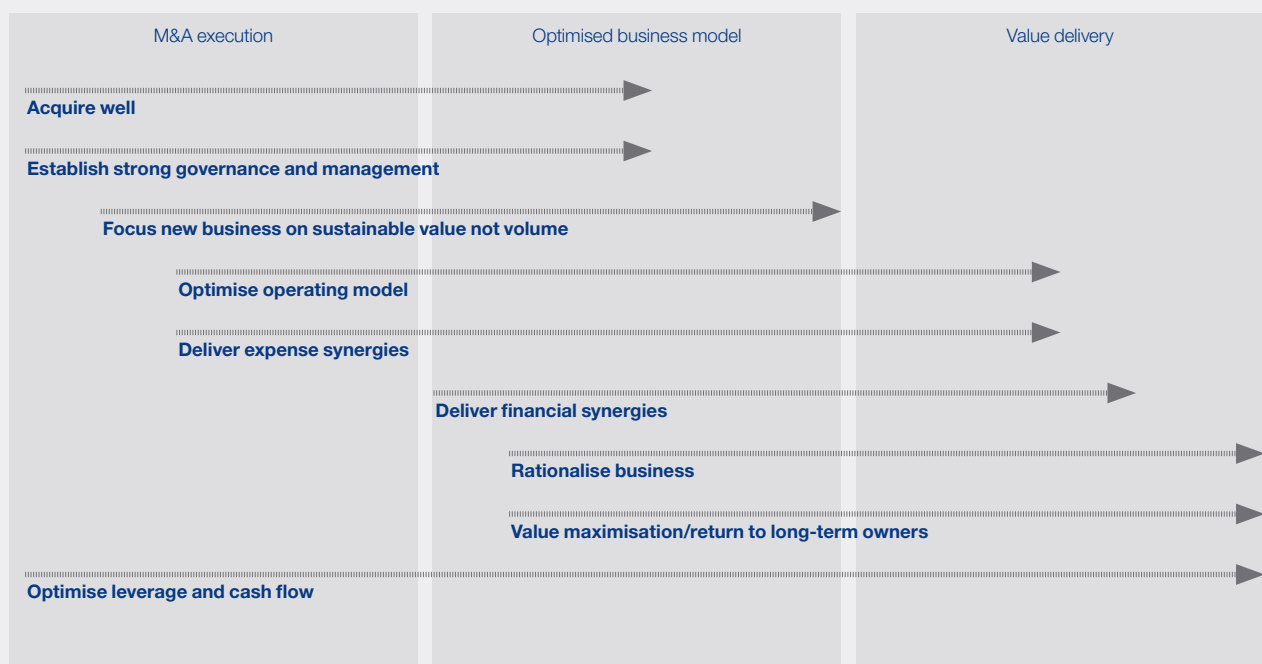 M&A execution
Optimised business model
Value delivery
Acquire well
Establish strong governance and management
Focus new business on sustainable value not volume
Optimise operating model
Deliver expense synergies
Deliver financial synergies
Rationalise business
Value maximisation/return to long-term owners
Optimise leverage and cash flow